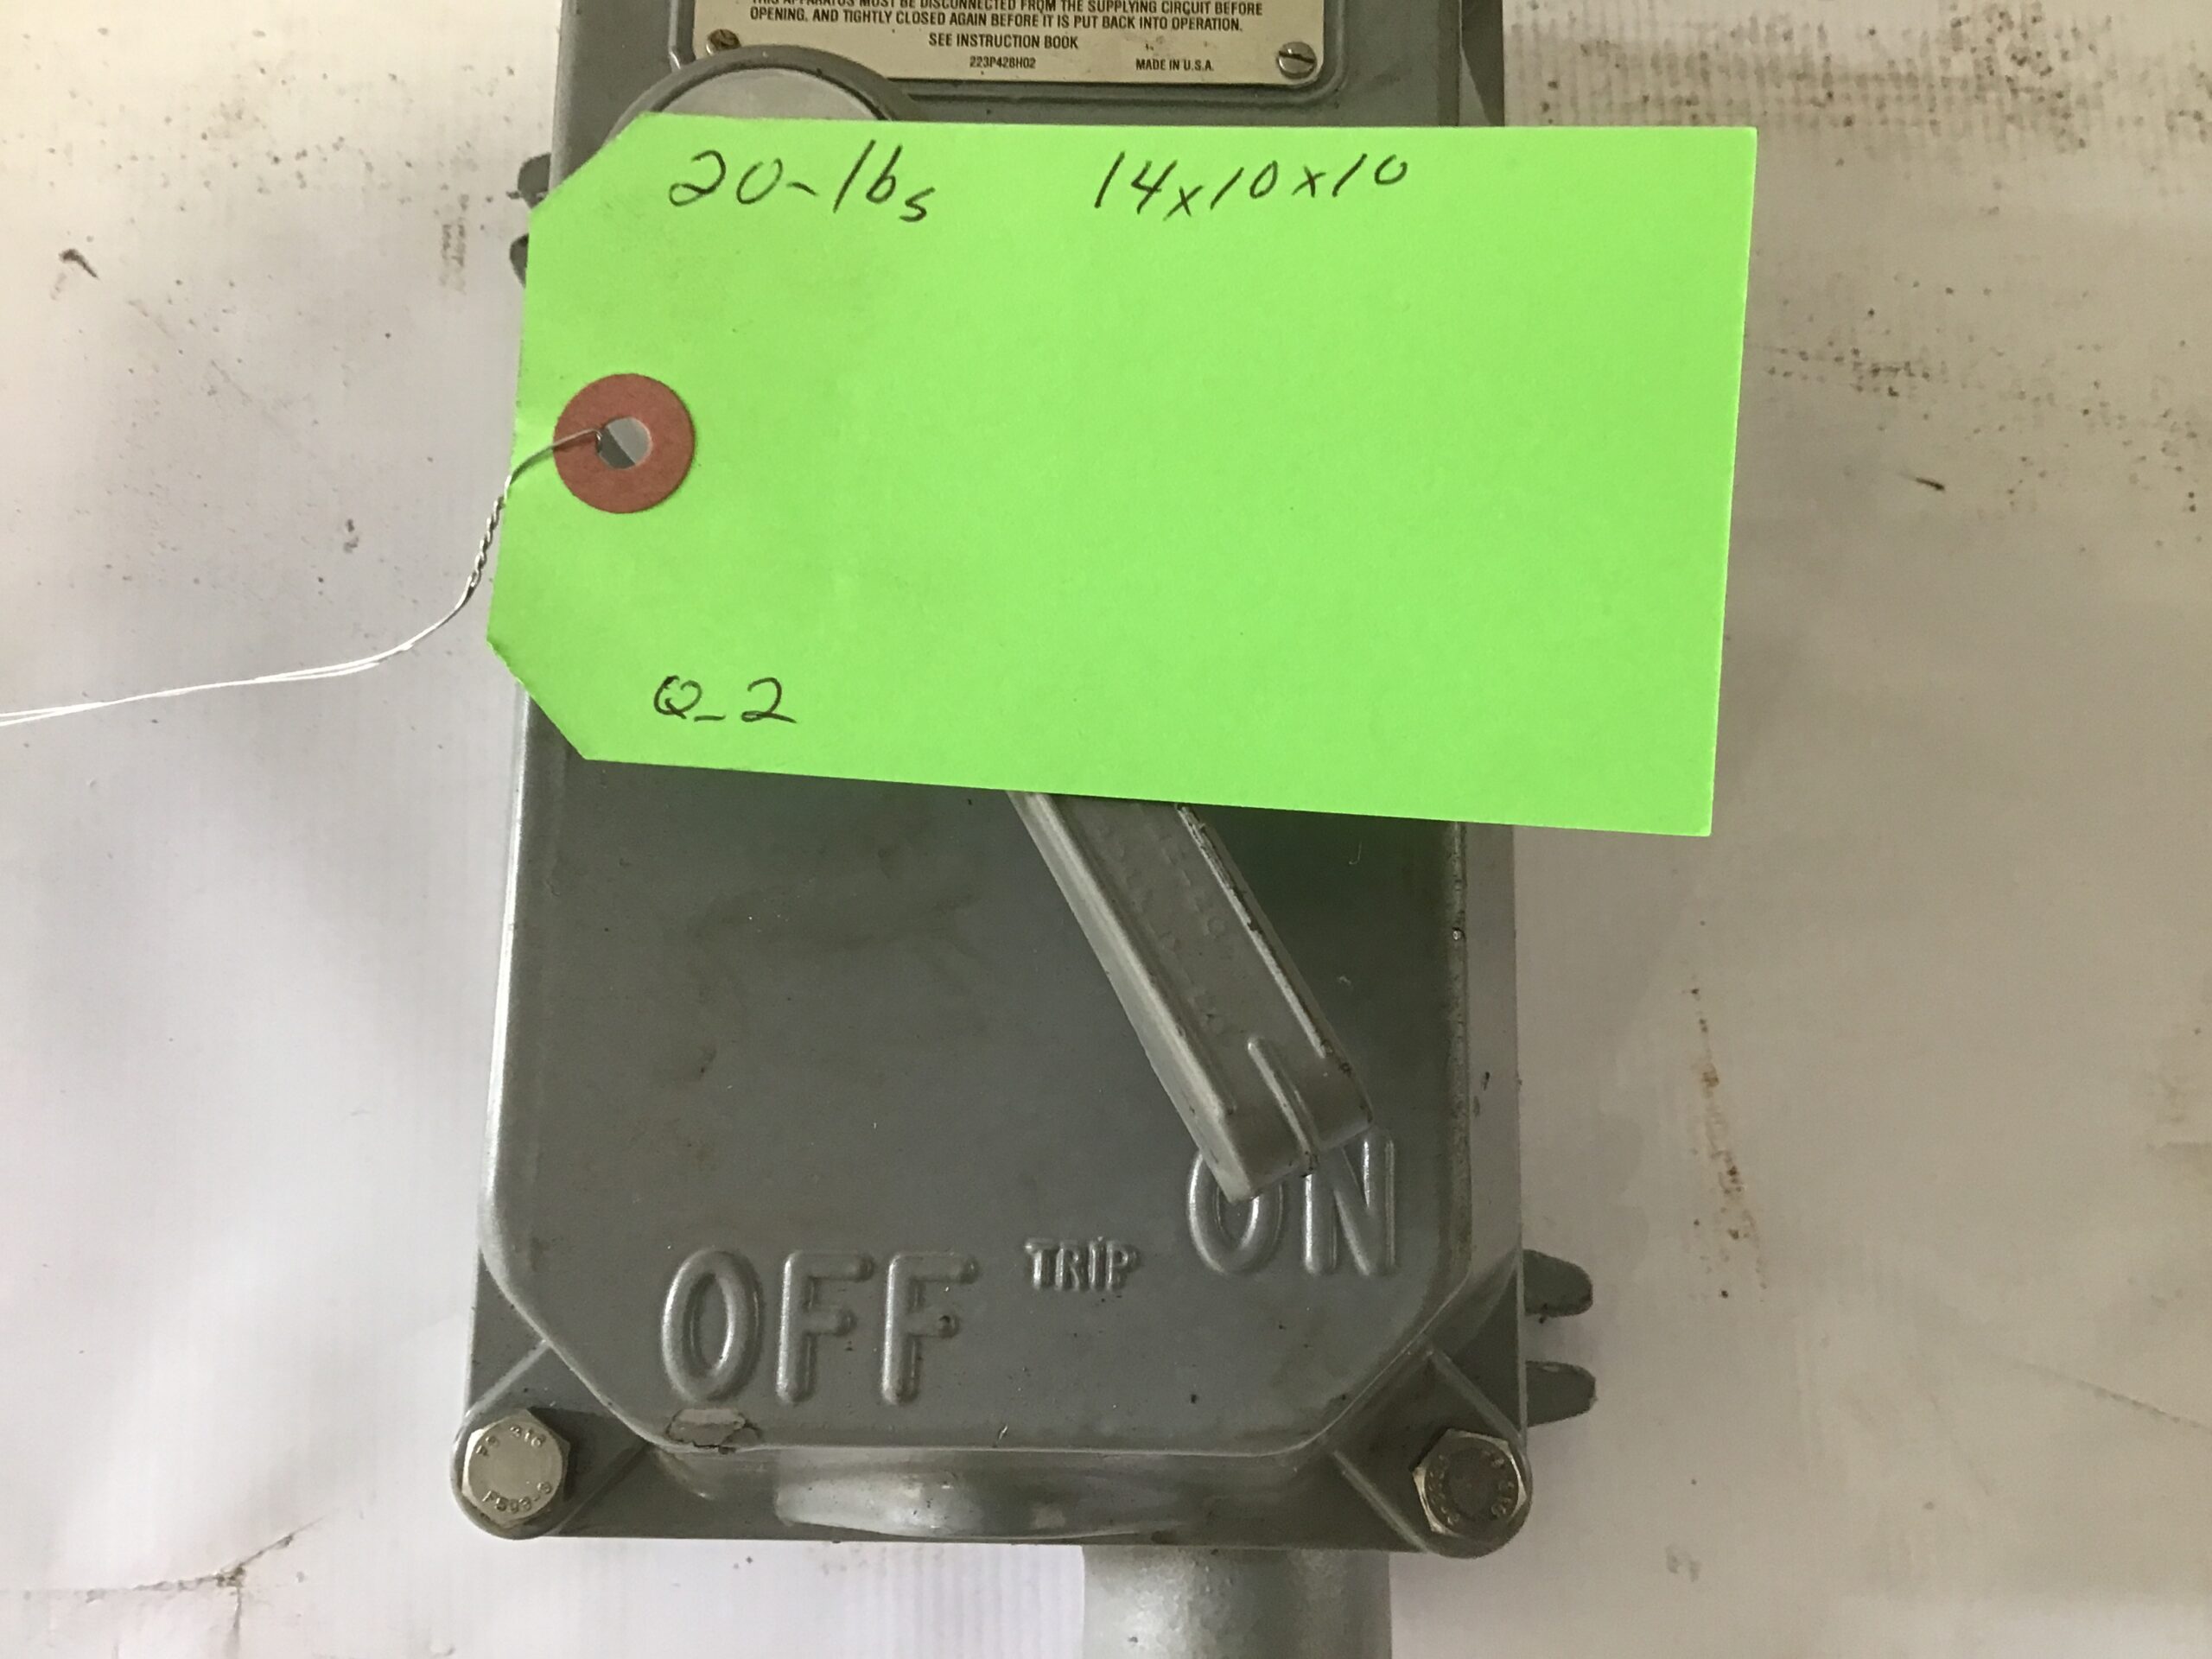 THIS APPARATUS MUST BE DISCONNECTED FROM THE SUPPLYING CIRCUIT BEFORE
OPENING, AND TIGHTLY CLOSED AGAIN BEFORE IT IS PUT BACK INTO OPERATION.
SEE INSTRUCTION BOOK
223P428H02 MADE IN U.S.A.
20-lbs 14x10x10
Q-2
ON
TRIP
OFF
F593-G